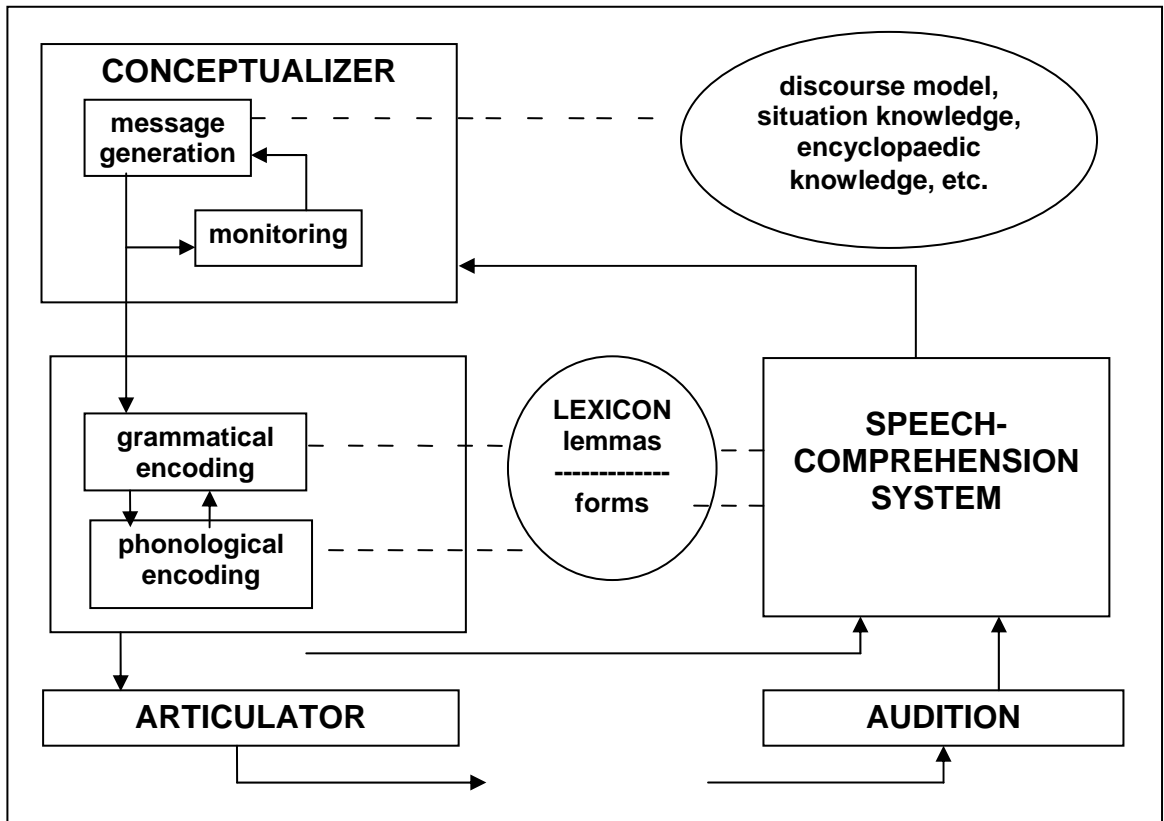 CONCEPTUALIZER
message
generation
monitoring
discourse model,
situation knowledge,
encyclopaedic
knowledge, etc.
grammatical
encoding
phonological
encoding
LEXICON
lemmas
-------------
forms
SPEECH-
COMPREHENSION
SYSTEM
ARTICULATOR
AUDITION